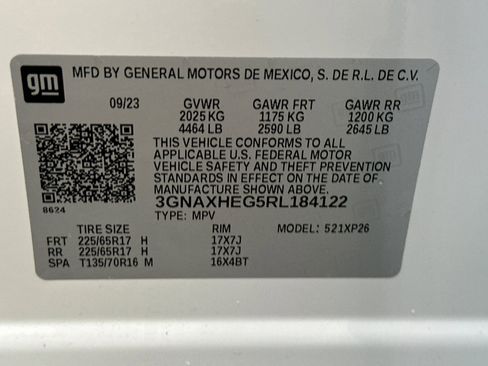 gm
MFD BY GENERAL MOTORS DE MEXICO, S. DE R.L. DE C.V.
09/23 GVWR GAWR FRT GAWR RR
2025 KG 1175 KG 1200 KG
4464 LB 2590 LB 2645 LB
THIS VEHICLE CONFORMS TO ALL
APPLICABLE U.S. FEDERAL MOTOR
VEHICLE SAFETY AND THEFT PREVENTION
STANDARDS IN EFFECT ON THE DATE OF
MANUFACTURE SHOWN ABOVE.
3GNAXHEG5RL184122
8624
TYPE: MPV
TIRE SIZE RIM MODEL: 521XP26
FRT 225/65R17 H 17X7J
RR 225/65R17 H 17X7J
SPA T135/70R16 M 16X4BT